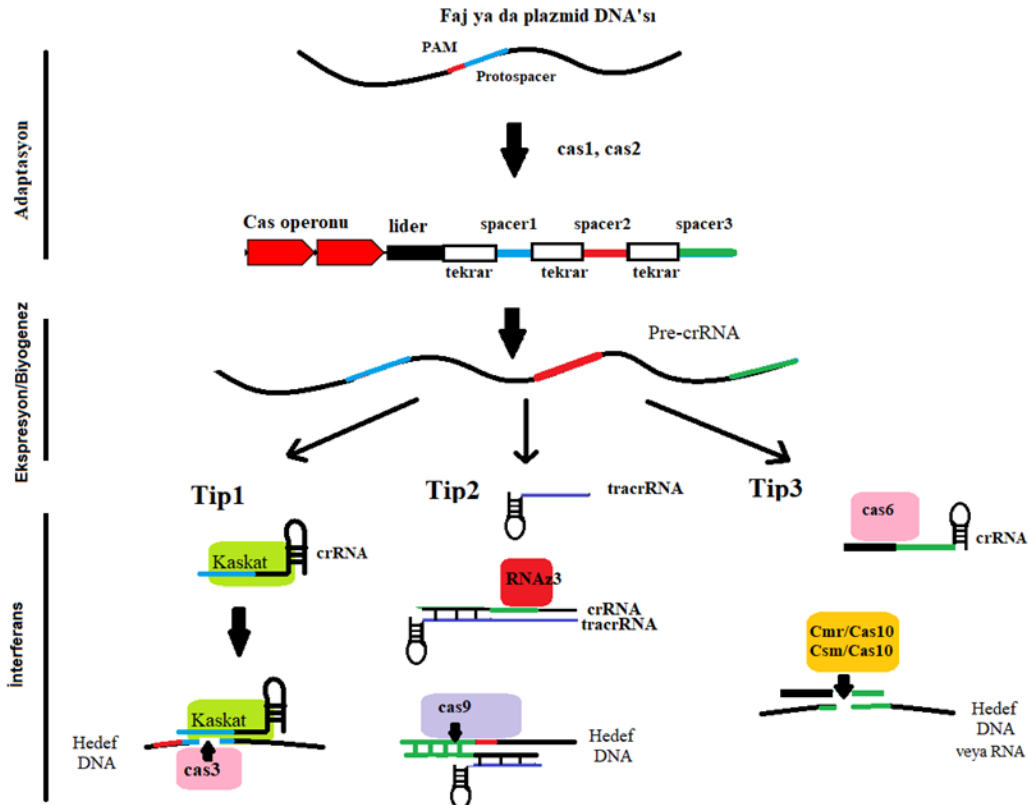 Faj ya da plazmid DNA'sı
PAM
Protospacer
Adaptasyon
cas1, cas2
Cas operonu
lider
spacer1
spacer2
spacer3
tekrar
tekrar
tekrar
Ekspresyon/Biyogenez
Pre-crRNA
İnterferans
Tip1
Kaskat
crRNA
Kaskat
Hedef
DNA
cas3
Tip2
tracrRNA
RNAz3
crRNA
tracrRNA
cas9
Hedef
DNA
Tip3
cas6
crRNA
Cmr/Cas10
Csm/Cas10
Hedef
DNA
veya RNA